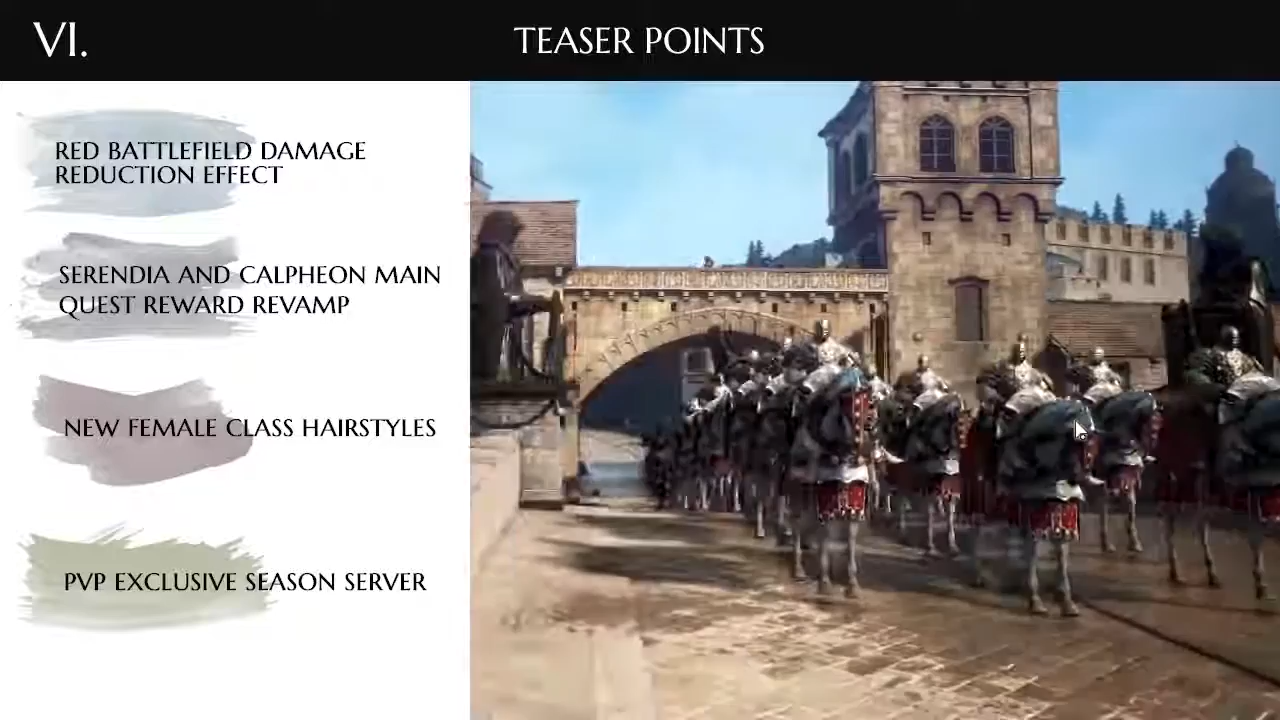 VI.
TEASER POINTS
RED BATTLEFIELD DAMAGE
REDUCTION EFFECT
SERENDIA AND CALPHEON MAIN
QUEST REWARD REVAMP
NEW FEMALE CLASS HAIRSTYLES
PVP EXCLUSIVE SEASON SERVER